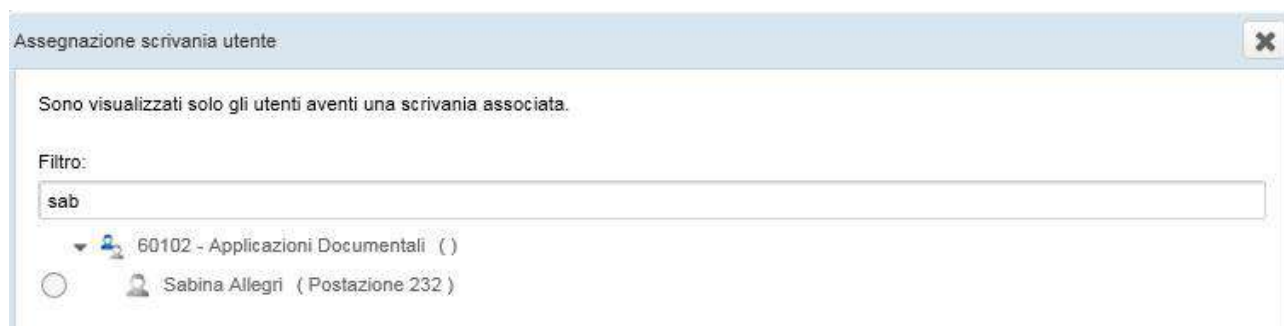 Assegnazione scrivania utente
Sono visualizzati solo gli utenti aventi una scrivania associata.
Filtro:
sab
60102 - Applicazioni Documentali ( )
Sabina Allegri ( Postazione 232 )